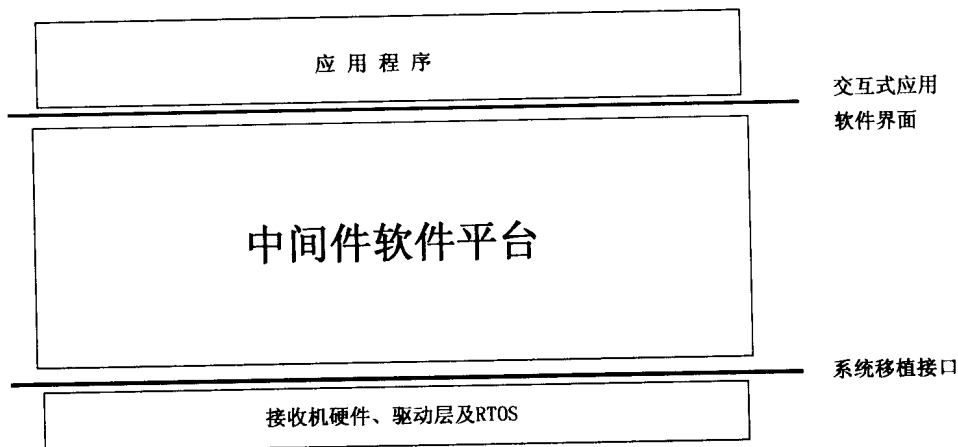 应用程序
交互式应用
软件界面
中间件软件平台
系统移植接口
接收机硬件、驱动层及RTOS